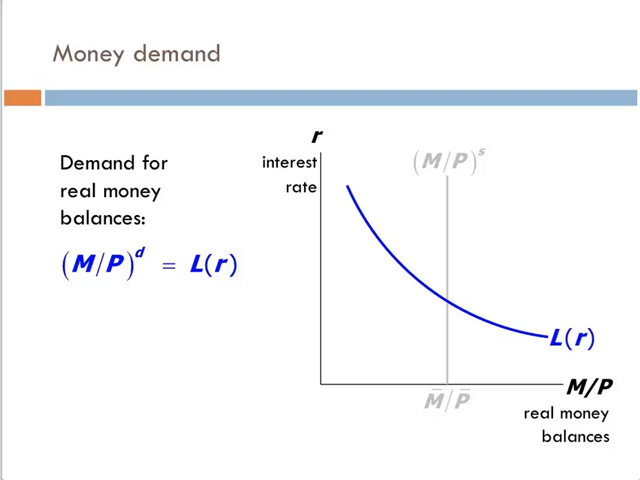 Money demand
Demand for
real money
balances:
(M/P)ᵈ = L(r)
r
interest
rate
(M/P)ˢ
L(r)
M̅/P̅
M/P
real money
balances